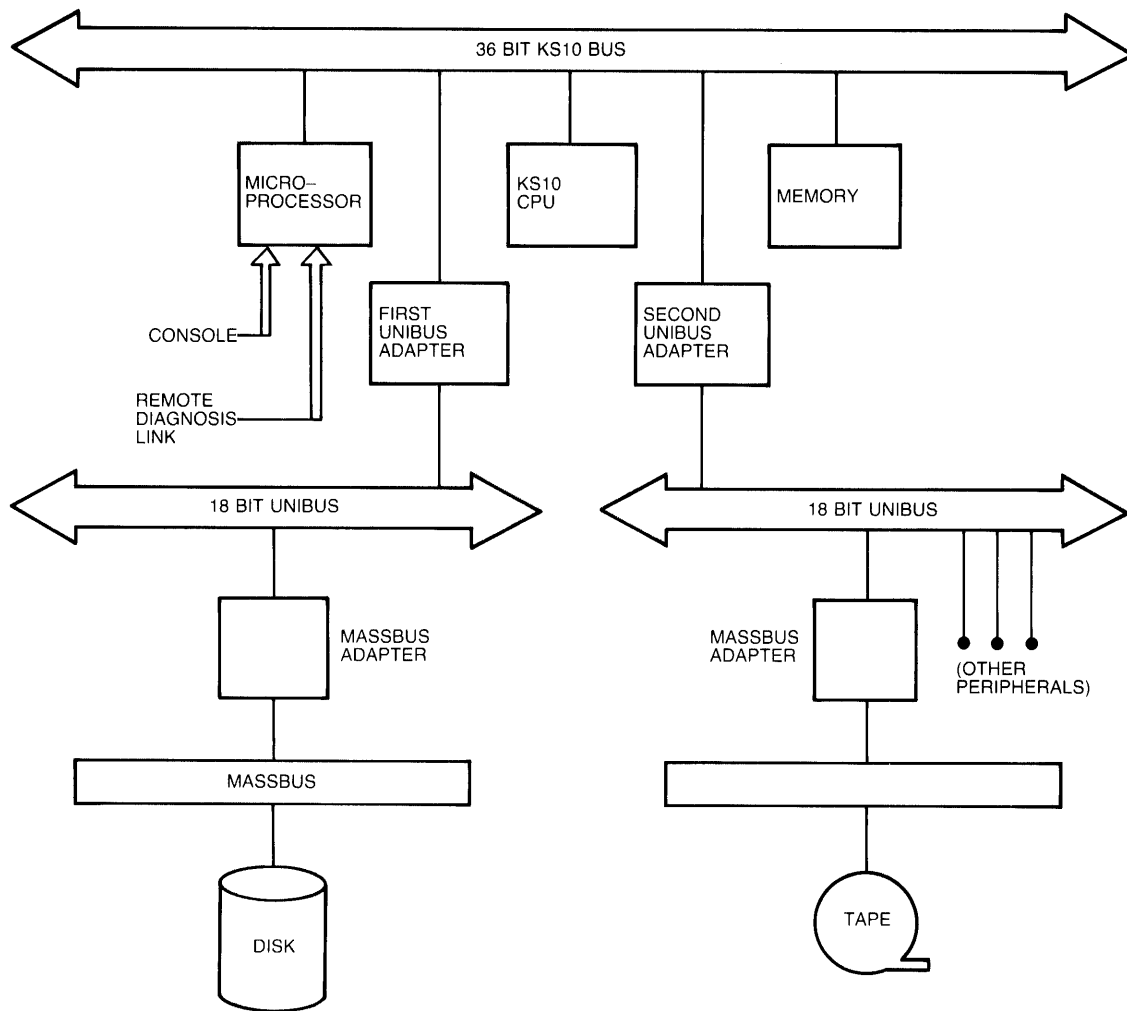 36 BIT KS10 BUS
MICRO–
PROCESSOR
KS10
CPU
MEMORY
FIRST
UNIBUS
ADAPTER
SECOND
UNIBUS
ADAPTER
CONSOLE
REMOTE
DIAGNOSIS
LINK
18 BIT UNIBUS
18 BIT UNIBUS
MASSBUS
ADAPTER
MASSBUS
ADAPTER
(OTHER
PERIPHERALS)
MASSBUS
DISK
TAPE